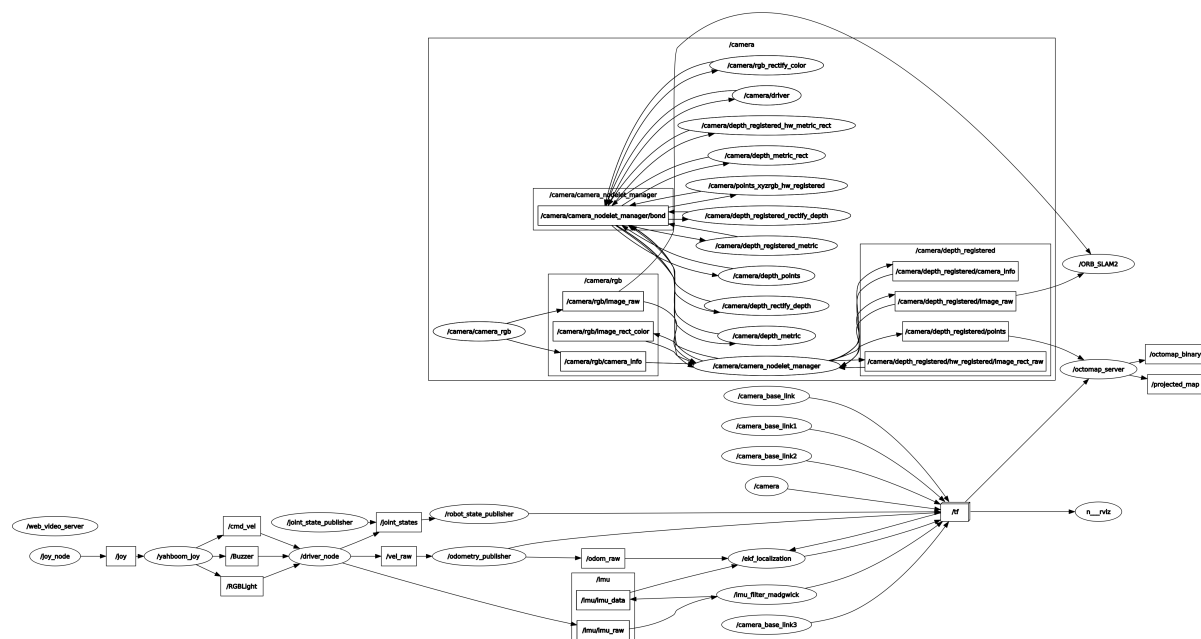 /camera
/camera/rgb_rectify_color
/camera/driver
/camera/depth_registered_hw_metric_rect
/camera/depth_metric_rect
/camera/camera_nodelet_manager
/camera/points_xyzrgb_hw_registered
/camera/camera_nodelet_manager/bond
/camera/depth_registered_rectify_depth
/camera/depth_registered_metric
/camera/depth_registered
/camera/depth_points
/camera/depth_registered/camera_info
/ORB_SLAM2
/camera/rgb
/camera/rgb/image_raw
/camera/depth_rectify_depth
/camera/depth_registered/image_raw
/camera/camera_rgb
/camera/rgb/image_rect_color
/camera/depth_metric
/camera/depth_registered/points
/camera/rgb/camera_info
/camera/camera_nodelet_manager
/camera/depth_registered/hw_registered/image_rect_raw
/octomap_server
/octomap_binary
/projected_map
/camera_base_link
/camera_base_link1
/camera_base_link2
/camera
/tf
n___rviz
/web_video_server
/cmd_vel
/joint_state_publisher
/joint_states
/robot_state_publisher
/joy_node
/joy
/yahboom_joy
/Buzzer
/driver_node
/vel_raw
/odometry_publisher
/odom_raw
/ekf_localization
/RGBLight
/imu
/imu/imu_data
/imu_filter_madgwick
/imu/imu_raw
/camera_base_link3